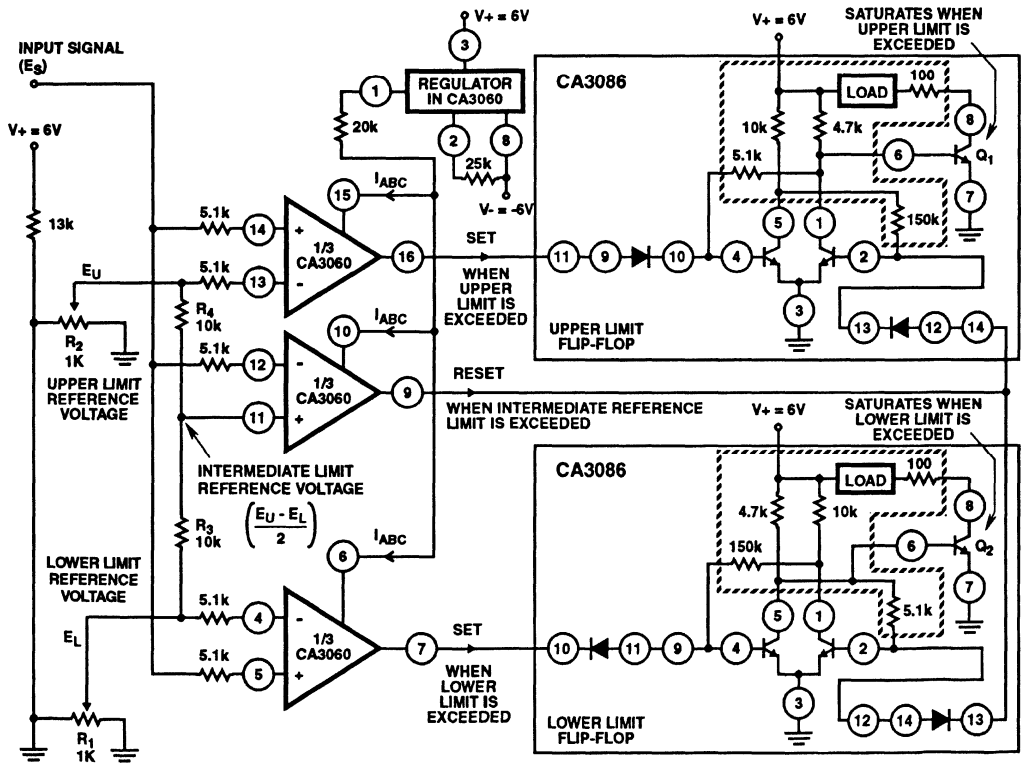 INPUT SIGNAL
(ES)
V+ = 6V
13k
EU
R2
1K
UPPER LIMIT
REFERENCE
VOLTAGE
LOWER LIMIT
REFERENCE
VOLTAGE
EL
R1
1K
V+ = 6V
3
REGULATOR
IN CA3060
1
2
8
20k
25k
V- = -6V
5.1k
14
+
5.1k
13
-
1/3
CA3060
15
IABC
16
R4
10k
5.1k
12
-
11
+
1/3
CA3060
10
IABC
9
INTERMEDIATE LIMIT
REFERENCE VOLTAGE
(EU - EL
2)
R3
10k
5.1k
4
-
5.1k
5
+
1/3
CA3060
6
IABC
7
SET
WHEN
UPPER
LIMIT IS
EXCEEDED
RESET
WHEN INTERMEDIATE REFERENCE
LIMIT IS EXCEEDED
SET
WHEN
LOWER
LIMIT IS
EXCEEDED
V+ = 6V
SATURATES WHEN
UPPER LIMIT IS
EXCEEDED
CA3086
LOAD
100
8
10k
4.7k
6
Q1
5.1k
7
150k
5
1
11
9
10
4
2
3
13
12
14
UPPER LIMIT
FLIP-FLOP
V+ = 6V
SATURATES WHEN
LOWER LIMIT IS
EXCEEDED
CA3086
LOAD
100
8
4.7k
10k
6
Q2
150k
7
5.1k
5
1
10
11
9
4
2
3
12
14
13
LOWER LIMIT
FLIP-FLOP